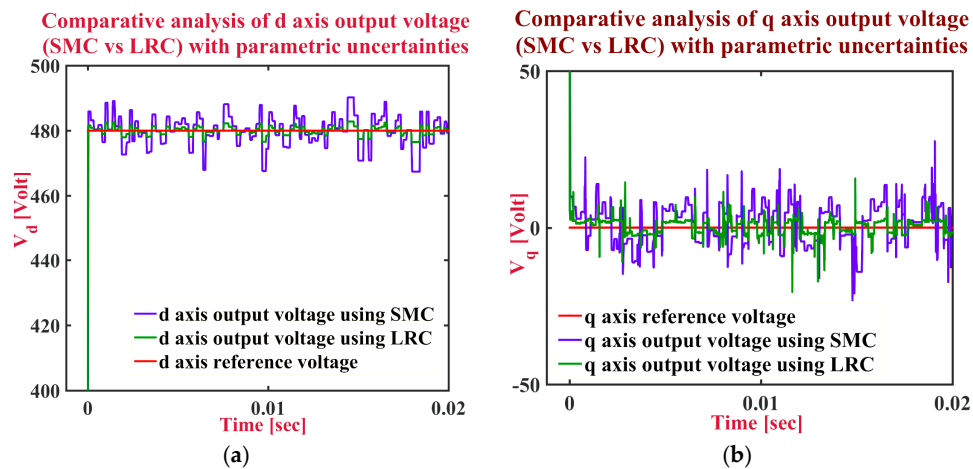 Comparative analysis of d axis output voltage
(SMC vs LRC) with parametric uncertainties
500
480
460
440
420
400
V_d [Volt]
d axis output voltage using SMC
d axis output voltage using LRC
d axis reference voltage
0
0.01
0.02
Time [sec]
(a)
Comparative analysis of q axis output voltage
(SMC vs LRC) with parametric uncertainties
50
0
-50
V_q [Volt]
q axis reference voltage
q axis output voltage using SMC
q axis output voltage using LRC
0
0.01
0.02
Time [sec]
(b)